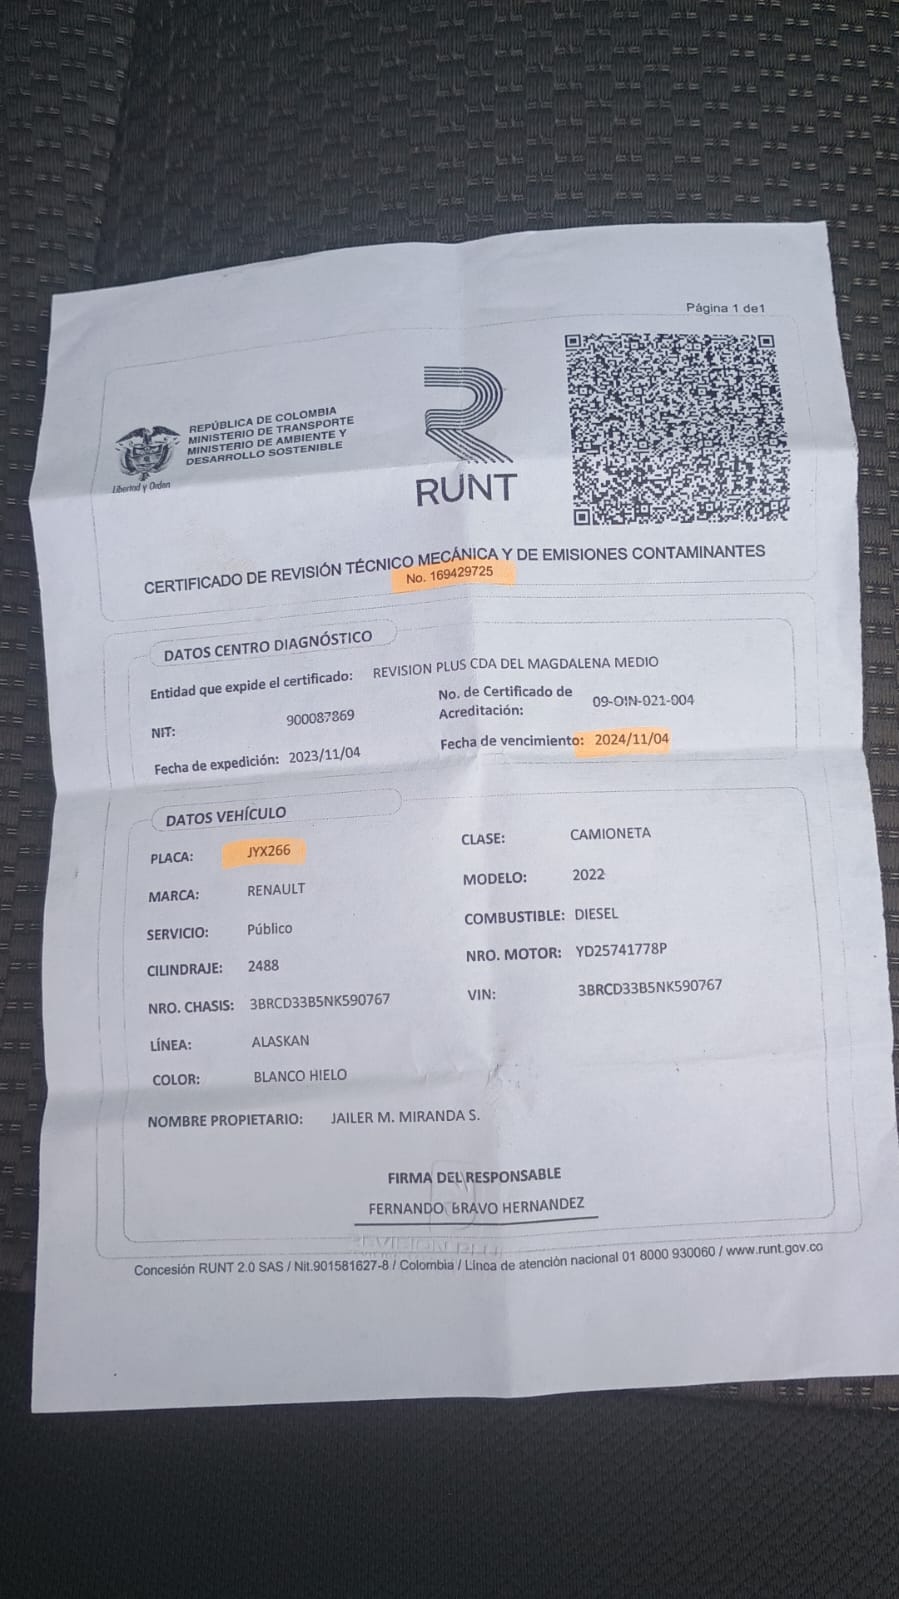 Página 1 de1
REPÚBLICA DE COLOMBIA
MINISTERIO DE TRANSPORTE
MINISTERIO DE AMBIENTE Y
DESARROLLO SOSTENIBLE
Libertad y Orden
RUNT
CERTIFICADO DE REVISIÓN TÉCNICO MECÁNICA Y DE EMISIONES CONTAMINANTES
No. 169429725
DATOS CENTRO DIAGNÓSTICO
Entidad que expide el certificado: REVISION PLUS CDA DEL MAGDALENA MEDIO
NIT: 900087869
No. de Certificado de
Acreditación: 09-OIN-021-004
Fecha de expedición: 2023/11/04 Fecha de vencimiento: 2024/11/04
DATOS VEHÍCULO
PLACA: JYX266 CLASE: CAMIONETA
MARCA: RENAULT MODELO: 2022
SERVICIO: Público COMBUSTIBLE: DIESEL
CILINDRAJE: 2488 NRO. MOTOR: YD25741778P
NRO. CHASIS: 3BRCD33B5NK590767 VIN: 3BRCD33B5NK590767
LÍNEA: ALASKAN
COLOR: BLANCO HIELO
NOMBRE PROPIETARIO: JAILER M. MIRANDA S.
FIRMA DEL RESPONSABLE
FERNANDO BRAVO HERNANDEZ
Concesión RUNT 2.0 SAS / Nit.901581627-8 / Colombia / Línea de atención nacional 01 8000 930060 / www.runt.gov.co